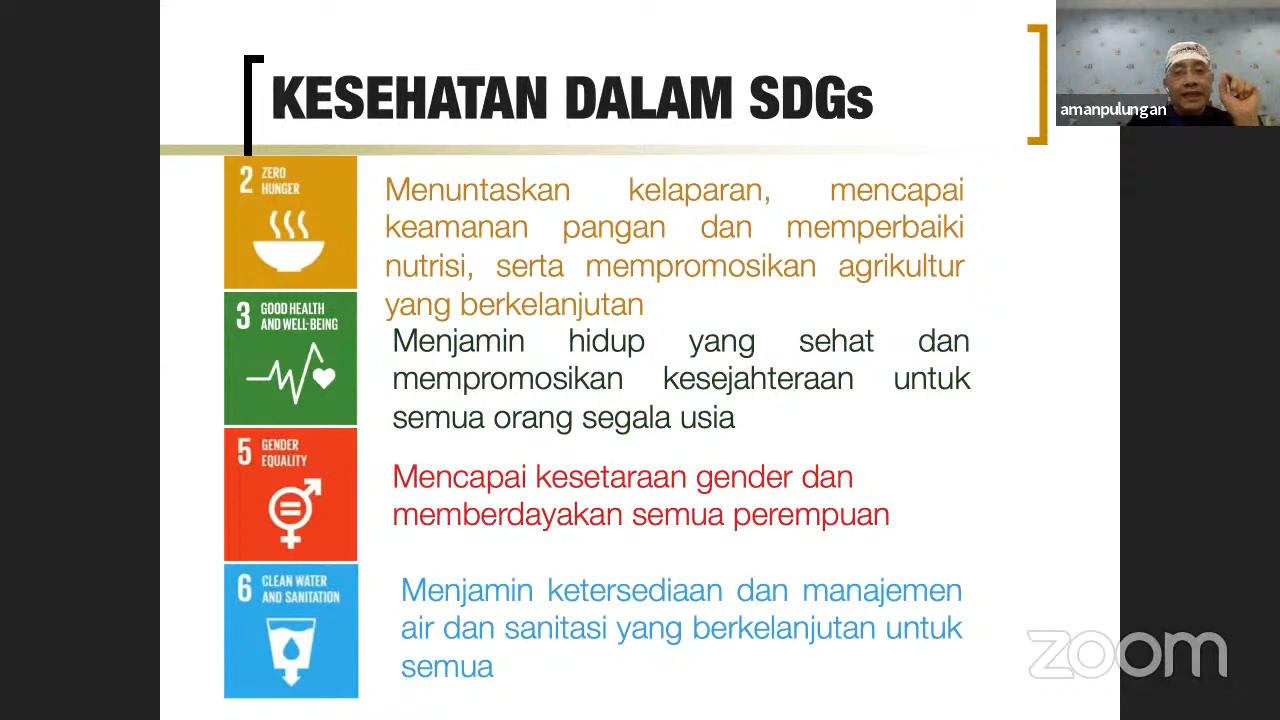 KESEHATAN DALAM SDGs
amanpulungan
2 ZERO
HUNGER
Menuntaskan kelaparan, mencapai
keamanan pangan dan memperbaiki
nutrisi, serta mempromosikan agrikultur
yang berkelanjutan
3 GOOD HEALTH
AND WELL-BEING
Menjamin hidup yang sehat dan
mempromosikan kesejahteraan untuk
semua orang segala usia
5 GENDER
EQUALITY
Mencapai kesetaraan gender dan
memberdayakan semua perempuan
6 CLEAN WATER
AND SANITATION
Menjamin ketersediaan dan manajemen
air dan sanitasi yang berkelanjutan untuk
semua
zoom